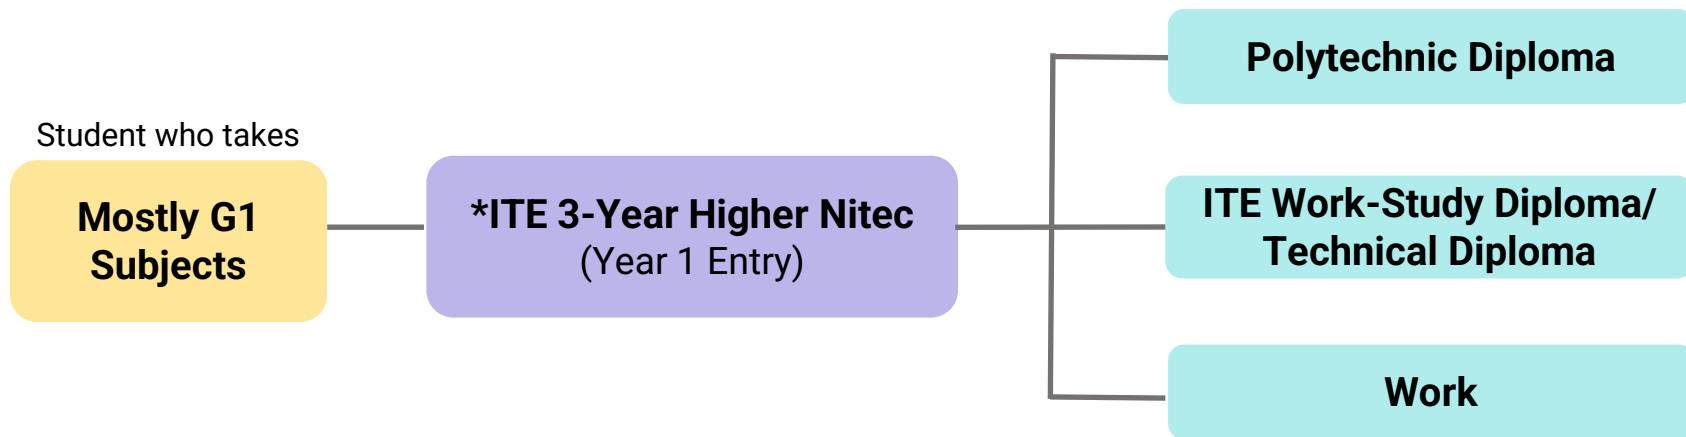 Student who takes
Mostly G1
Subjects
*ITE 3-Year Higher Nitec
(Year 1 Entry)
Polytechnic Diploma
ITE Work-Study Diploma/
Technical Diploma
Work